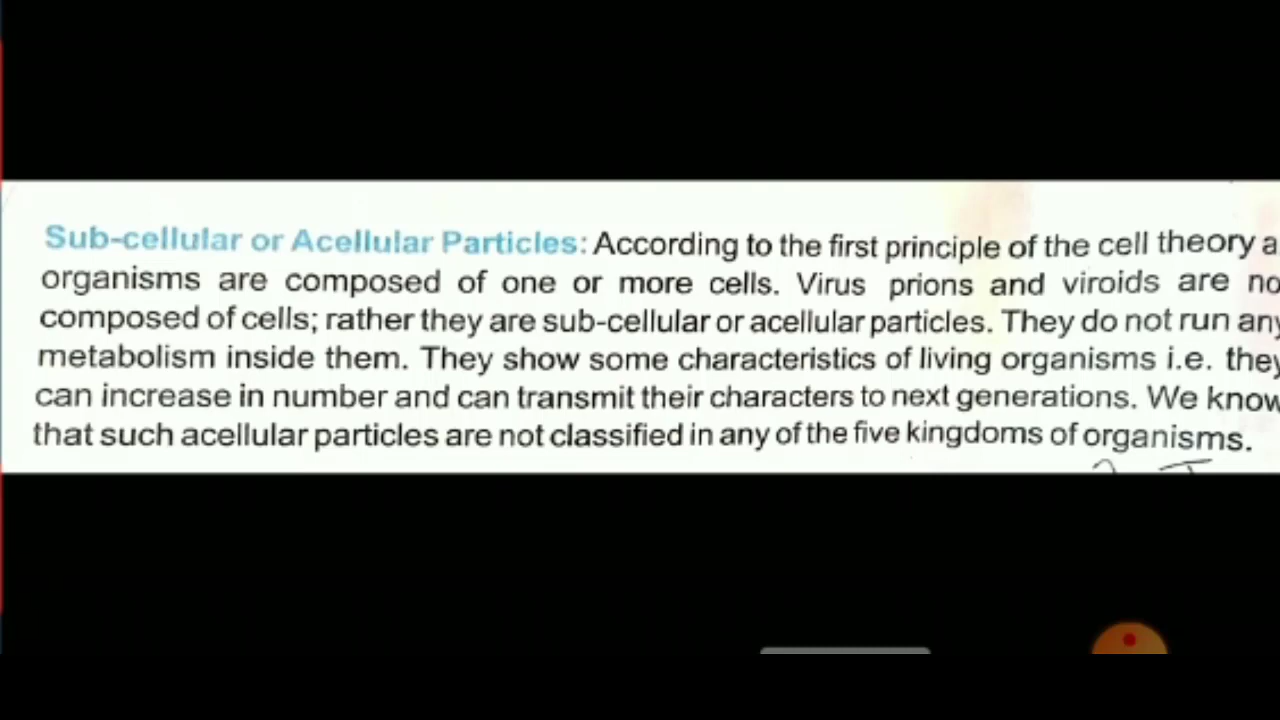 Sub-cellular or Acellular Particles: According to the first principle of the cell theory a
organisms are composed of one or more cells. Virus prions and viroids are no
composed of cells; rather they are sub-cellular or acellular particles. They do not run any
metabolism inside them. They show some characteristics of living organisms i.e. they
can increase in number and can transmit their characters to next generations. We know
that such acellular particles are not classified in any of the five kingdoms of organisms.